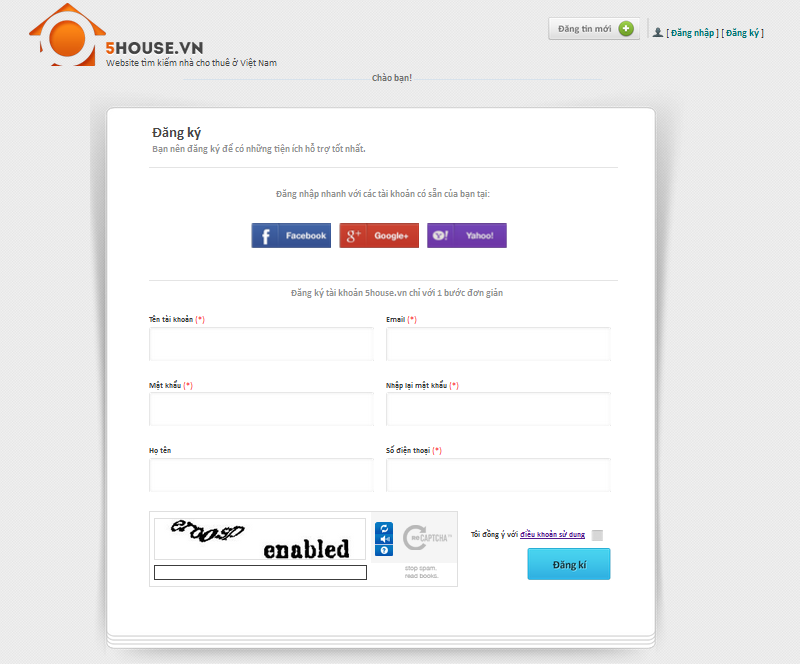 5HOUSE.VN
Website tìm kiếm nhà cho thuê ở Việt Nam
Đăng tin mới
[ Đăng nhập ] [ Đăng ký ]
Chào bạn!
Đăng ký
Bạn nên đăng ký để có những tiện ích hỗ trợ tốt nhất.
Đăng nhập nhanh với các tài khoản có sẵn của bạn tại:
f Facebook
g+ Google+
Y! Yahoo!
Đăng ký tài khoản 5house.vn chỉ với 1 bước đơn giản
Tên tài khoản (*)
Email (*)
Mật khẩu (*)
Nhập lại mật khẩu (*)
Họ tên
Số điện thoại (*)
enabled
reCAPTCHA™
stop spam.
read books.
Tôi đồng ý với điều khoản sử dụng
Đăng kí